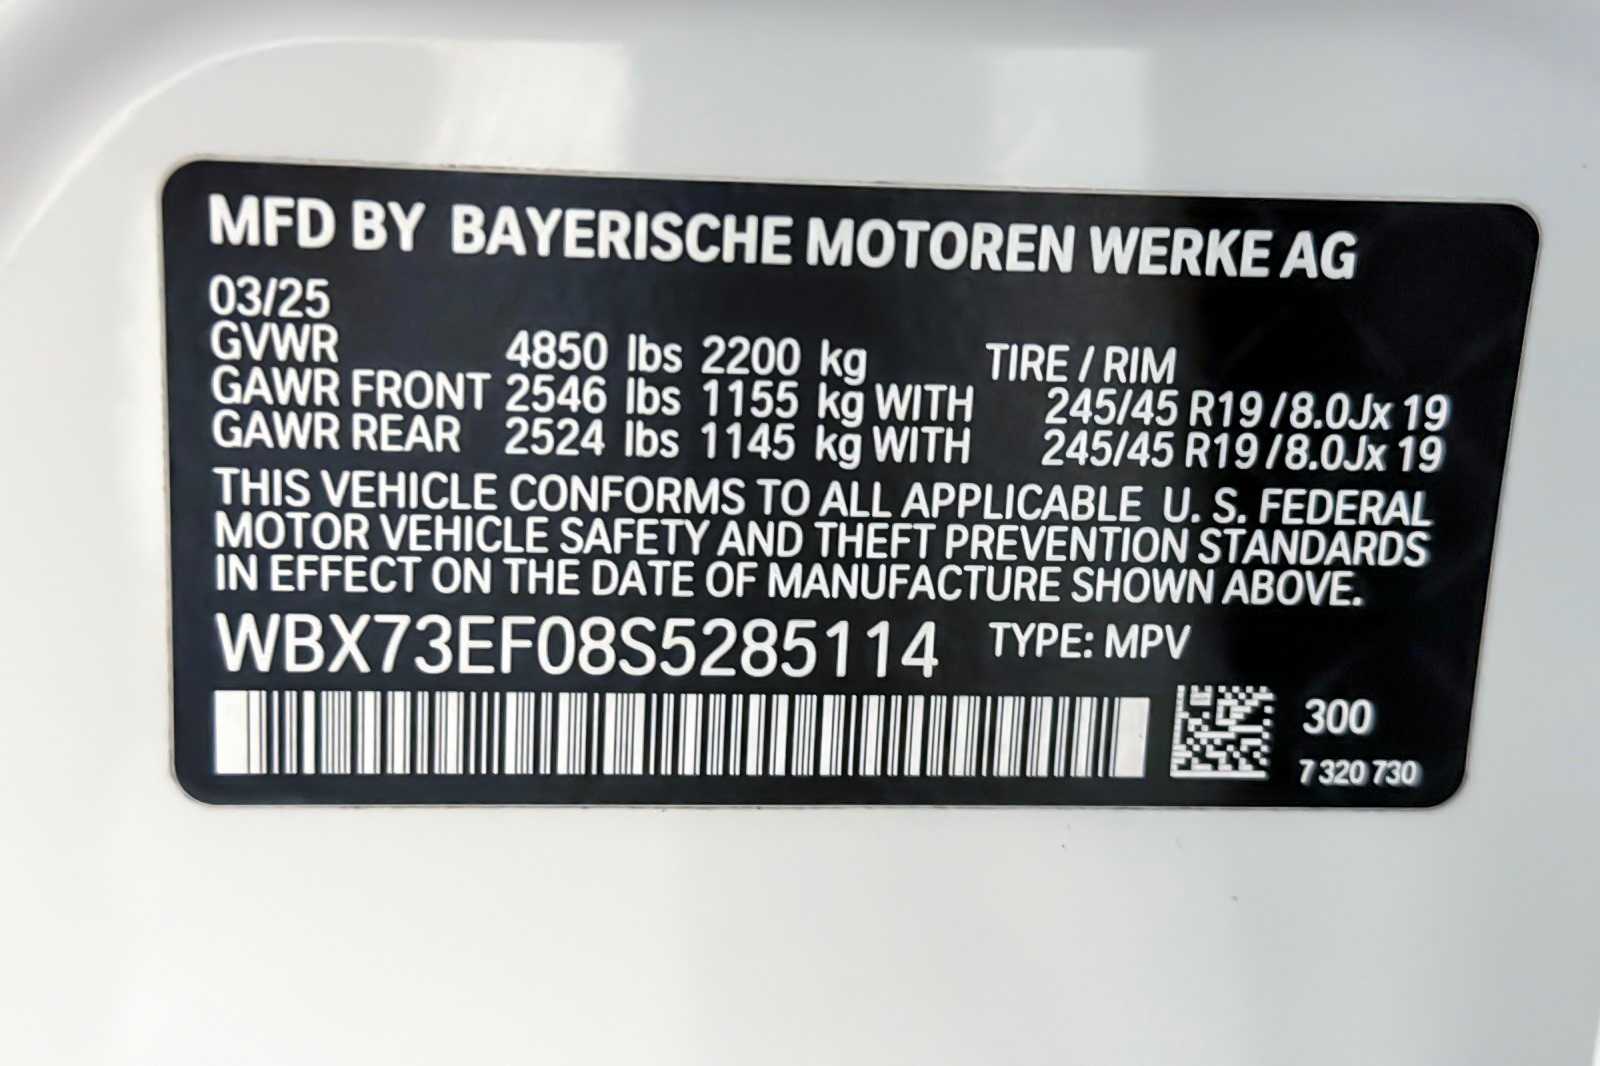 MFD BY BAYERISCHE MOTOREN WERKE AG
03/25
GVWR 4850 lbs 2200 kg TIRE / RIM
GAWR FRONT 2546 lbs 1155 kg WITH 245/45 R19 / 8.0Jx 19
GAWR REAR 2524 lbs 1145 kg WITH 245/45 R19 / 8.0Jx 19
THIS VEHICLE CONFORMS TO ALL APPLICABLE U. S. FEDERAL
MOTOR VEHICLE SAFETY AND THEFT PREVENTION STANDARDS
IN EFFECT ON THE DATE OF MANUFACTURE SHOWN ABOVE.
WBX73EF08S5285114 TYPE: MPV
300
7 320 730